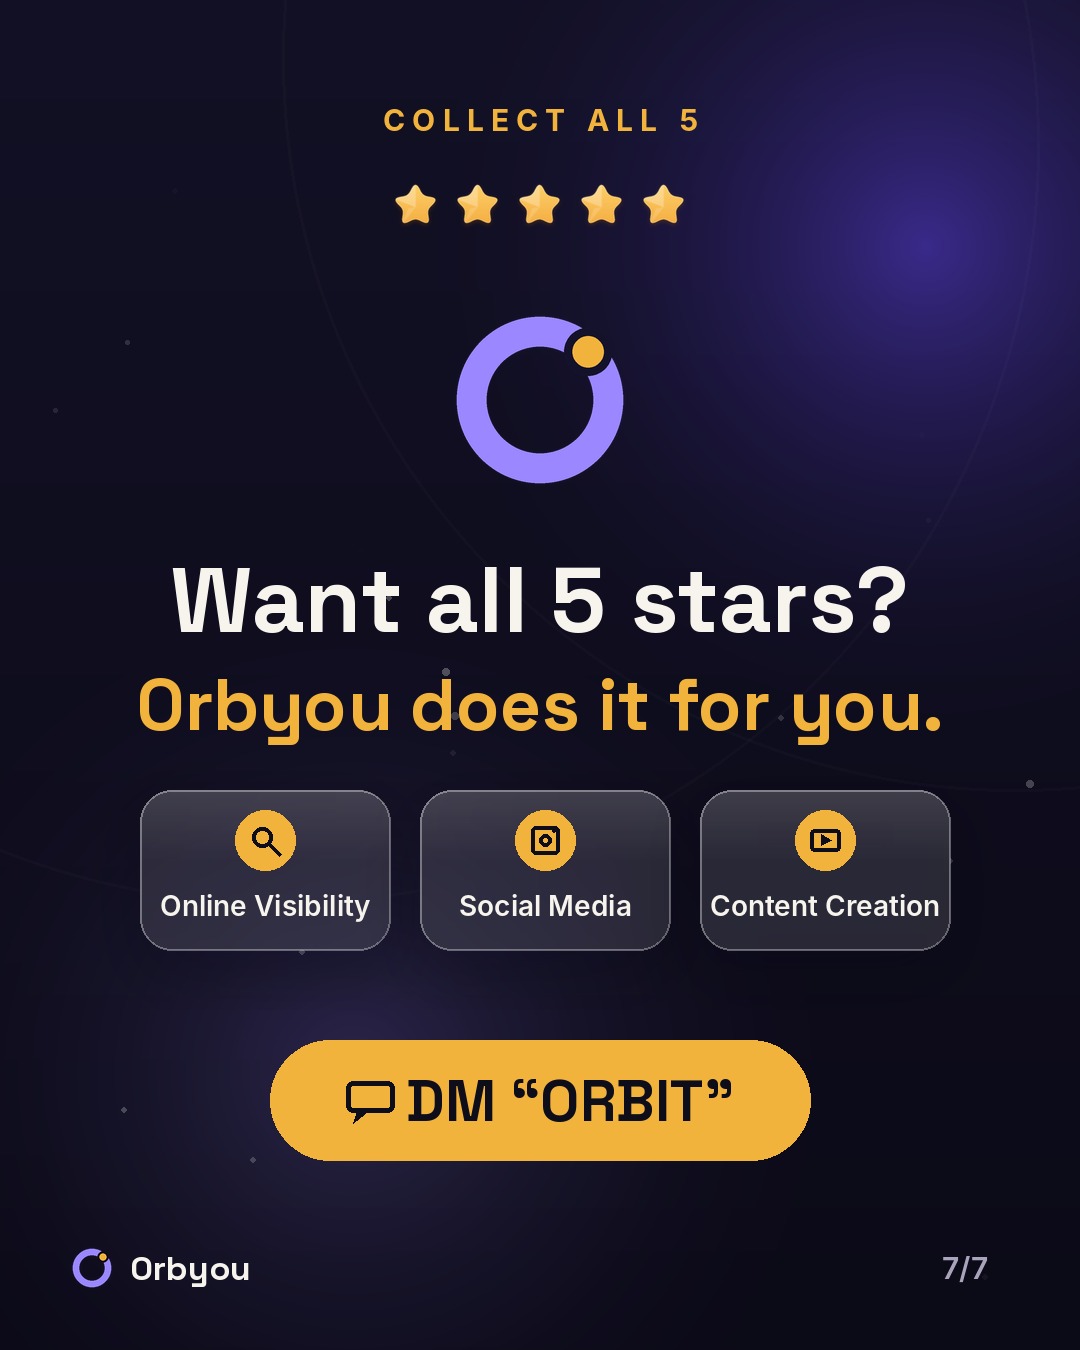 COLLECT ALL 5
Want all 5 stars?
Orbyou does it for you.
Online Visibility
Social Media
Content Creation
DM “ORBIT”
Orbyou
7/7